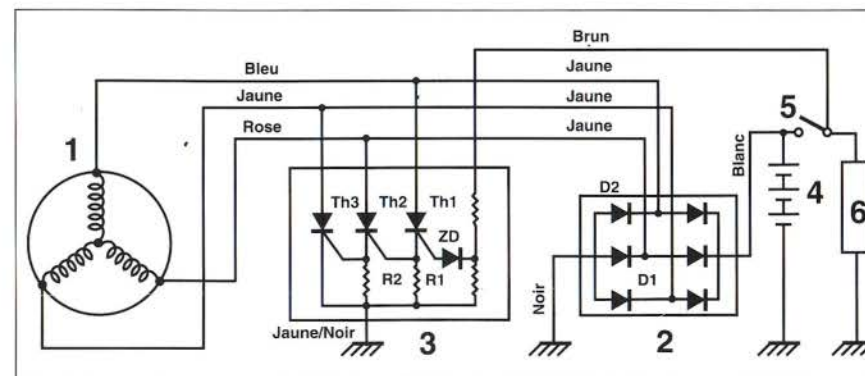 Brun
Bleu Jaune
Jaune 5
Rose Jaune
1
Blanc
D2
Th3 Th2 Th1 4 6
ZD
D1
R2 R1
Noir
Jaune/Noir 3 2